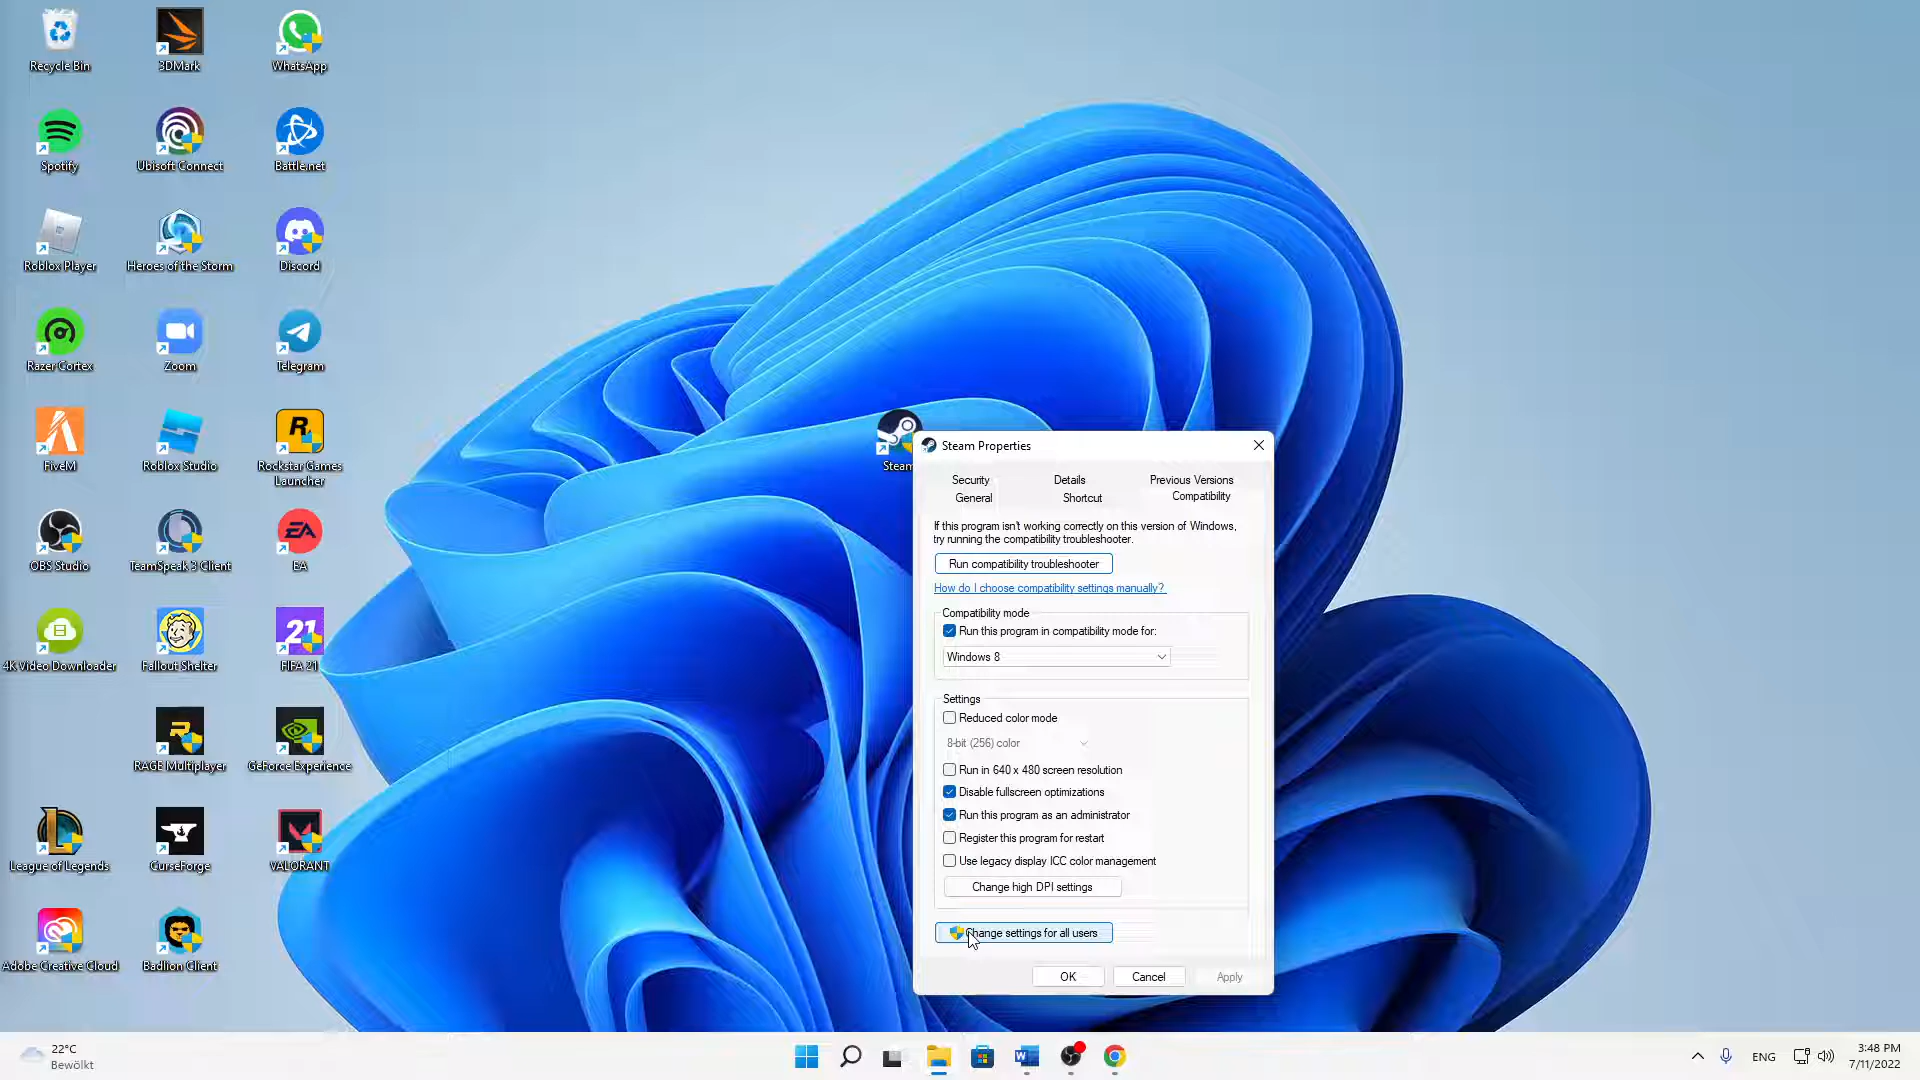 Recycle Bin
3DMark
WhatsApp
Spotify
Ubisoft Connect
Battle.net
Roblox Player
Heroes of the Storm
Discord
Razer Cortex
Zoom
Telegram
FiveM
Roblox Studio
R
Rockstar Games
Launcher
OBS Studio
TeamSpeak 3 Client
EA
EA
4K Video Downloader
Fallout Shelter
21
FIFA 21
RAGE Multiplayer
GeForce Experience
League of Legends
CurseForge
VALORANT
Adobe Creative Cloud
Badlion Client
Steam
Steam Properties
Security
Details
Previous Versions
General
Shortcut
Compatibility
If this program isn't working correctly on this version of Windows,
try running the compatibility troubleshooter.
Run compatibility troubleshooter
How do I choose compatibility settings manually?
Compatibility mode
Run this program in compatibility mode for:
Windows 8
Settings
Reduced color mode
8-bit (256) color
Run in 640 x 480 screen resolution
Disable fullscreen optimizations
Run this program as an administrator
Register this program for restart
Use legacy display ICC color management
Change high DPI settings
Change settings for all users
OK
Cancel
Apply
22°C
Bewölkt
W
ENG
3:48 PM
7/11/2022